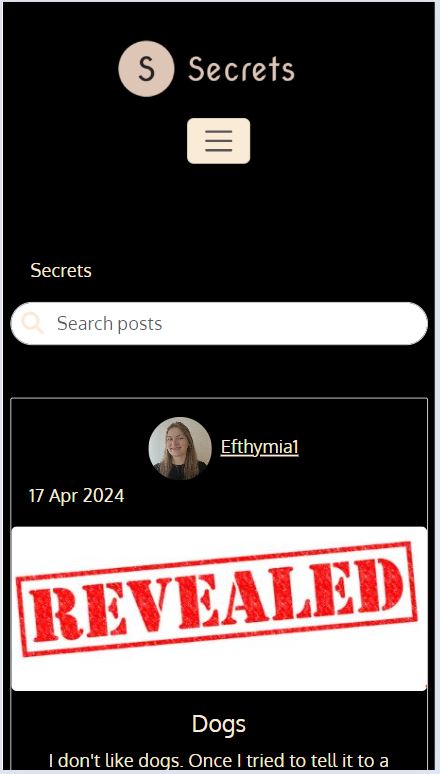 S Secrets
Secrets
Search posts
Efthymia1
17 Apr 2024
REVEALED
Dogs
I don't like dogs. Once I tried to tell it to a